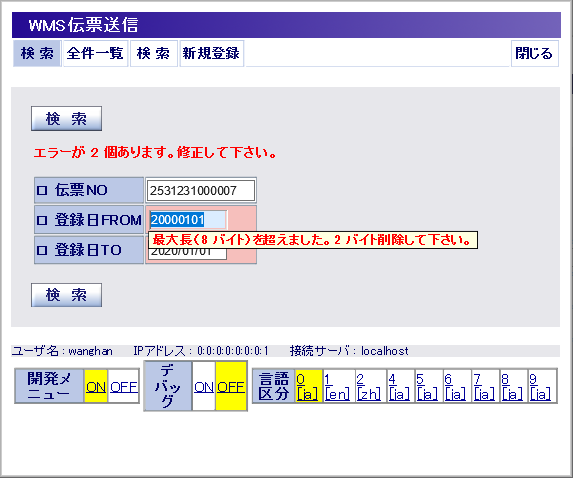 WMS伝票送信
検 索 全件一覧 検 索 新規登録 閉じる
検 索
エラーが 2 個あります。修正して下さい。
ロ 伝票NO 2531231000007
ロ 登録日FROM 20000101
最大長(8 バイト)を超えました。2 バイト削除して下さい。
ロ 登録日TO 2020/01/01
検 索
ユーザ名 : wanghan IPアドレス : 0:0:0:0:0:0:0:1 接続サーバ : localhost
開発メニュー ON OFF デバッグ ON OFF 言語区分 0 [ja] 1 [en] 2 [zh] 4 [ja] 5 [ja] 6 [ja] 7 [ja] 8 [ja] 9 [ja]